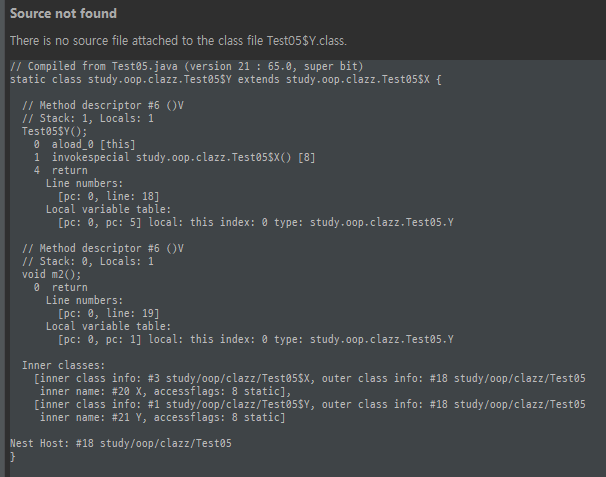 Source not found
There is no source file attached to the class file Test05$Y.class.
// Compiled from Test05.java (version 21 : 65.0, super bit)
static class study.oop.clazz.Test05$Y extends study.oop.clazz.Test05$X {
// Method descriptor #6 ()V
// Stack: 1, Locals: 1
Test05$Y();
0 aload_0 [this]
1 invokespecial study.oop.clazz.Test05$X() [8]
4 return
Line numbers:
[pc: 0, line: 18]
Local variable table:
[pc: 0, pc: 5] local: this index: 0 type: study.oop.clazz.Test05.Y
// Method descriptor #6 ()V
// Stack: 0, Locals: 1
void m2();
0 return
Line numbers:
[pc: 0, line: 19]
Local variable table:
[pc: 0, pc: 1] local: this index: 0 type: study.oop.clazz.Test05.Y
Inner classes:
[inner class info: #3 study/oop/clazz/Test05$X, outer class info: #18 study/oop/clazz/Test05
inner name: #20 X, accessflags: 8 static],
[inner class info: #1 study/oop/clazz/Test05$Y, outer class info: #18 study/oop/clazz/Test05
inner name: #21 Y, accessflags: 8 static]
Nest Host: #18 study/oop/clazz/Test05
}